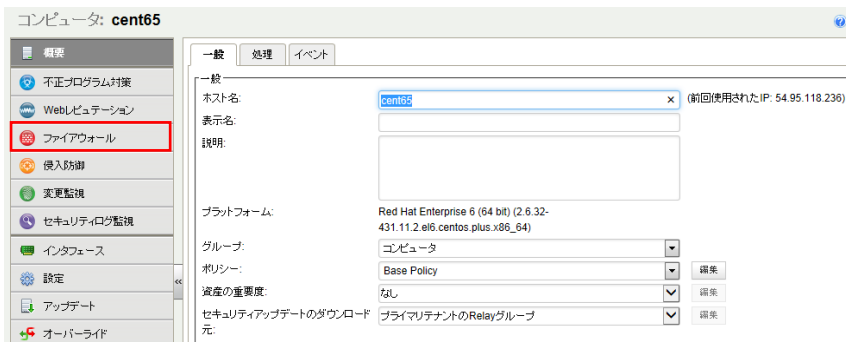 コンピュータ: cent65
概要
不正プログラム対策
Webレピュテーション
ファイアウォール
侵入防御
変更監視
セキュリティログ監視
インタフェース
設定
アップデート
オーバーライド
一般 処理 イベント
一般
ホスト名: cent65 × (前回使用されたIP: 54.95.118.236)
表示名:
説明:
プラットフォーム: Red Hat Enterprise 6 (64 bit) (2.6.32-
431.11.2.el6.centos.plus.x86_64)
グループ: コンピュータ
ポリシー: Base Policy 編集
資産の重要度: なし 編集
セキュリティアップデートのダウンロード プライマリテナントのRelayグループ 編集
元: